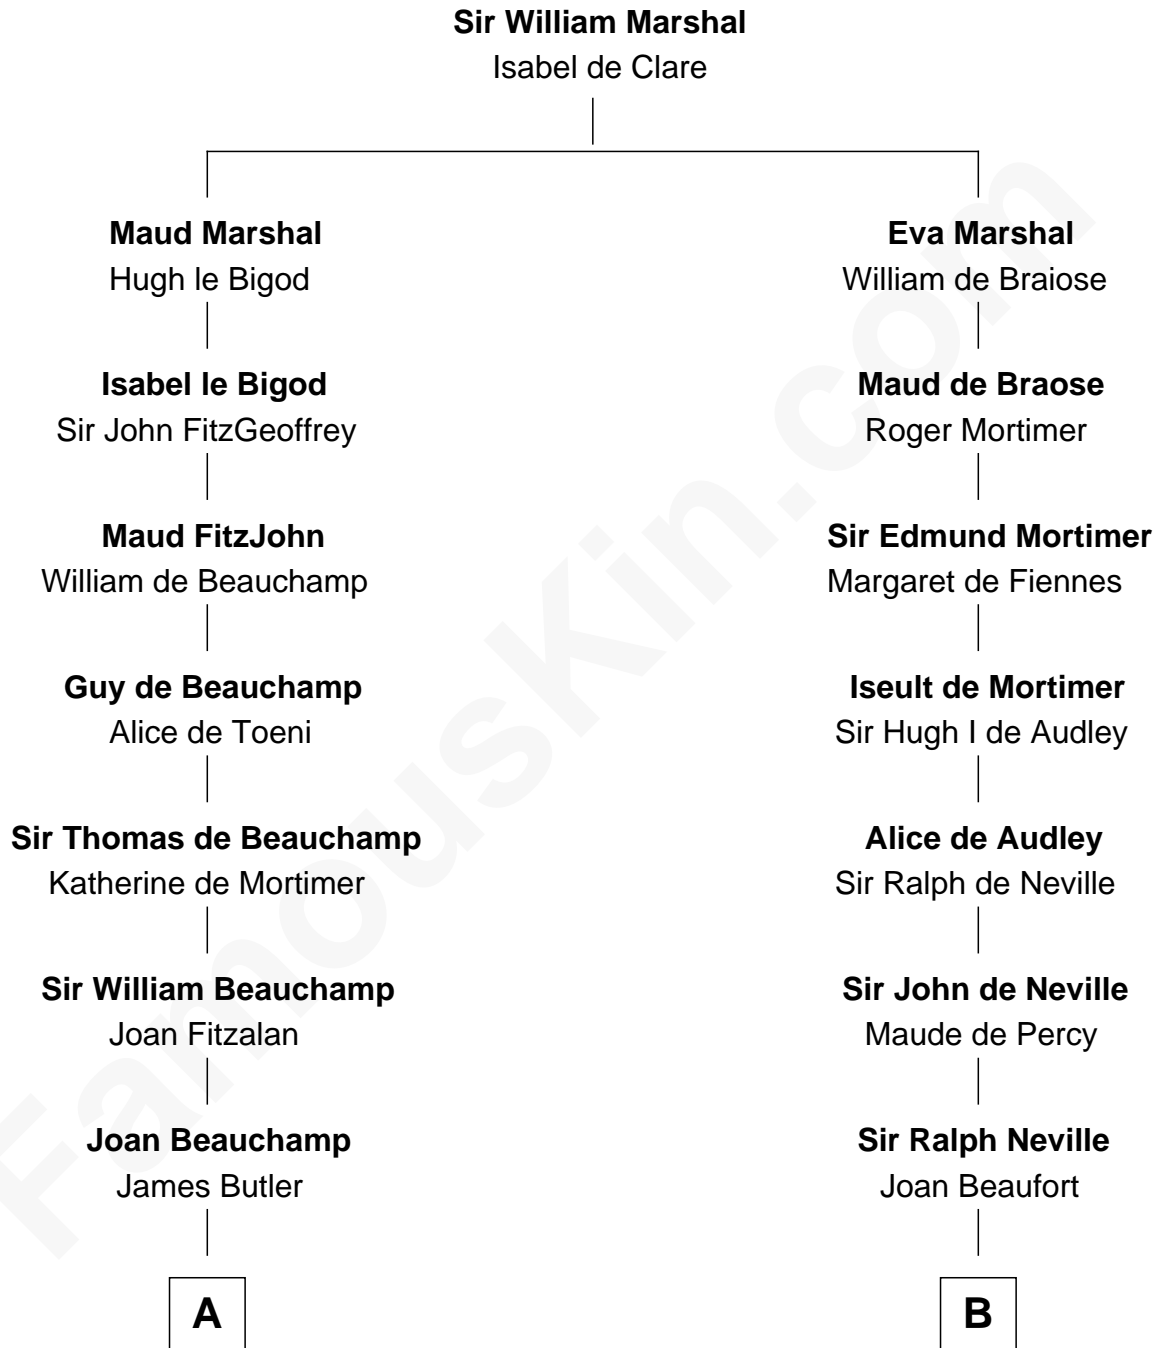 Sir William Marshal
Isabel de Clare
Maud Marshal
Hugh le Bigod
Eva Marshal
William de Braiose
Isabel le Bigod
Sir John FitzGeoffrey
Maud de Braose
Roger Mortimer
Maud FitzJohn
William de Beauchamp
Sir Edmund Mortimer
Margaret de Fiennes
Guy de Beauchamp
Alice de Toeni
Iseult de Mortimer
Sir Hugh I de Audley
Sir Thomas de Beauchamp
Katherine de Mortimer
Alice de Audley
Sir Ralph de Neville
Sir William Beauchamp
Joan Fitzalan
Sir John de Neville
Maude de Percy
Joan Beauchamp
James Butler
Sir Ralph Neville
Joan Beaufort
A
B
FamousKin.com